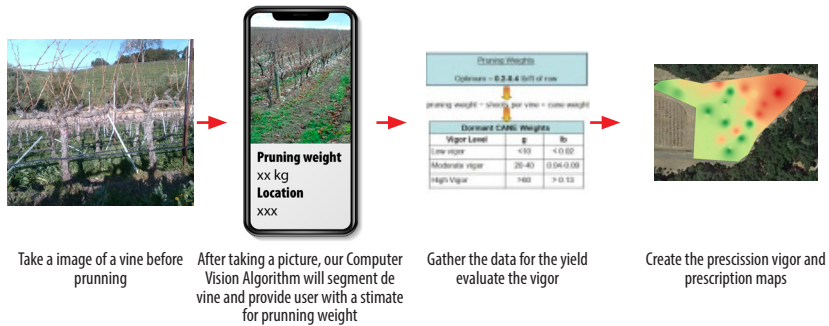 Pruning weight
xx kg
Location
xxx
Pruning Weights
Optimum = 0.2-0.4 lb/ft of row
pruning weight ÷ shoots per vine = cane weight
Dormant CANE Weights
Vigor Level g lb
Low vigor <10 < 0.02
Moderate vigor 20-40 0.04-0.09
High Vigor >60 > 0.13
Take a image of a vine before
prunning
After taking a picture, our Computer
Vision Algorithm will segment de
vine and provide user with a stimate
for prunning weight
Gather the data for the yield
evaluate the vigor
Create the prescission vigor and
prescription maps